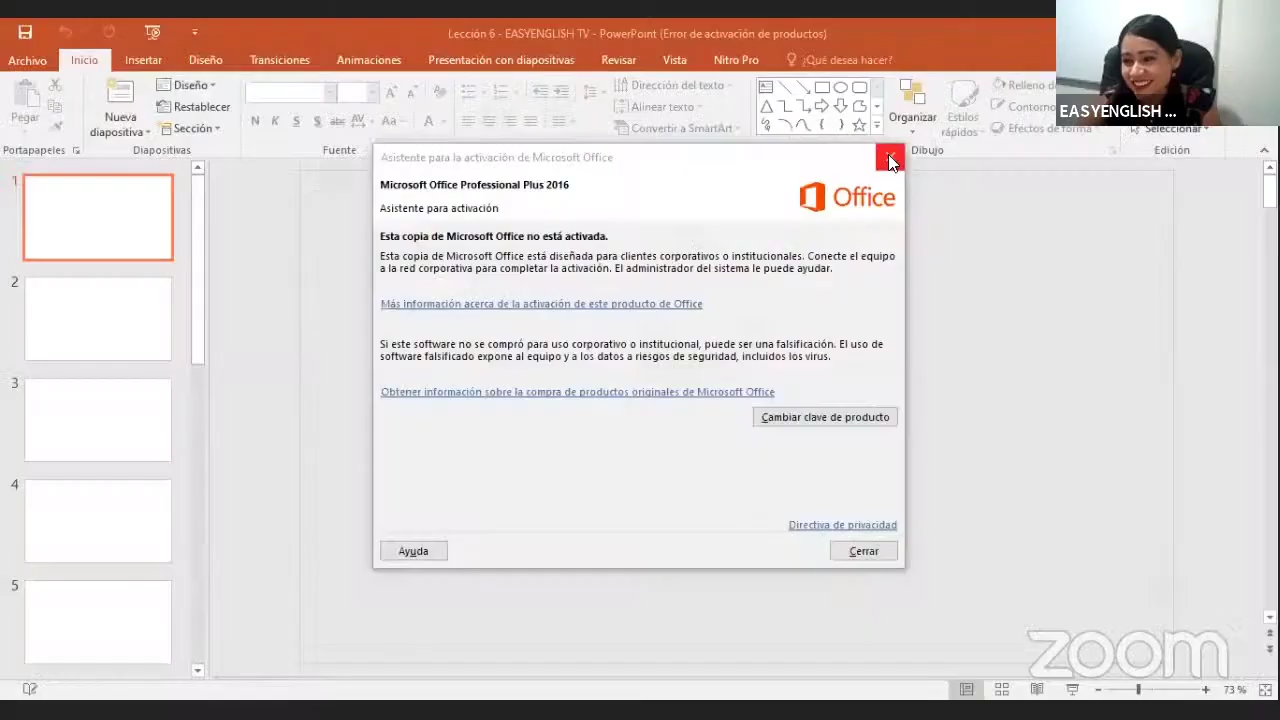 Lección 6 - EASYENGLISH TV - PowerPoint (Error de activación de productos)
Archivo Inicio Insertar Diseño Transiciones Animaciones Presentación con diapositivas Revisar Vista Nitro Pro ¿Qué desea hacer?
EASYENGLISH ...
Pegar
Nueva diapositiva
Diseño
Restablecer
Sección
N K S S abc AV Aa A
Dirección del texto
Alinear texto
Convertir a SmartArt
Organizar
Estilos rápidos
Relleno d
Contorno
Efectos de forma
Seleccionar
Portapapeles Diapositivas Fuente Dibujo Edición
Asistente para la activación de Microsoft Office
Microsoft Office Professional Plus 2016
Asistente para activación
Office
Esta copia de Microsoft Office no está activada.
Esta copia de Microsoft Office está diseñada para clientes corporativos o institucionales. Conecte el equipo
a la red corporativa para completar la activación. El administrador del sistema le puede ayudar.
Más información acerca de la activación de este producto de Office
Si este software no se compró para uso corporativo o institucional, puede ser una falsificación. El uso de
software falsificado expone al equipo y a los datos a riesgos de seguridad, incluidos los virus.
Obtener información sobre la compra de productos originales de Microsoft Office
Cambiar clave de producto
Directiva de privacidad
Ayuda Cerrar
1
2
3
4
5
zoom
73 %